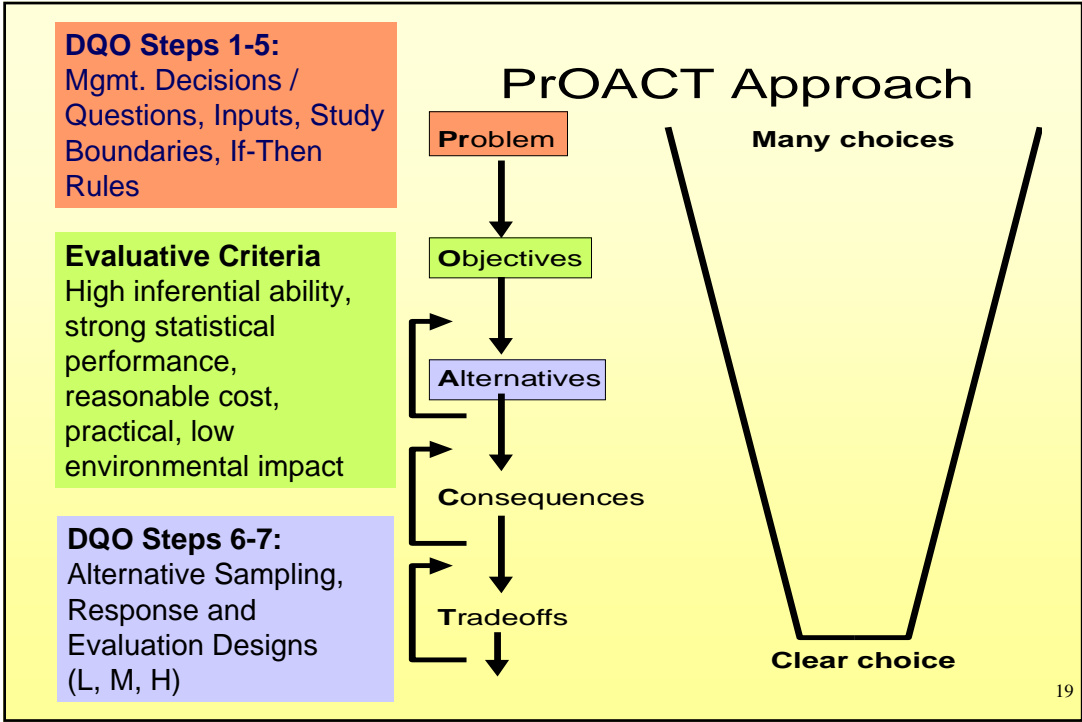 DQO Steps 1-5:
Mgmt. Decisions /
Questions, Inputs, Study
Boundaries, If-Then
Rules
Evaluative Criteria
High inferential ability,
strong statistical
performance,
reasonable cost,
practical, low
environmental impact
DQO Steps 6-7:
Alternative Sampling,
Response and
Evaluation Designs
(L, M, H)
PrOACT Approach
Problem
Objectives
Alternatives
Consequences
Tradeoffs
Many choices
Clear choice
19